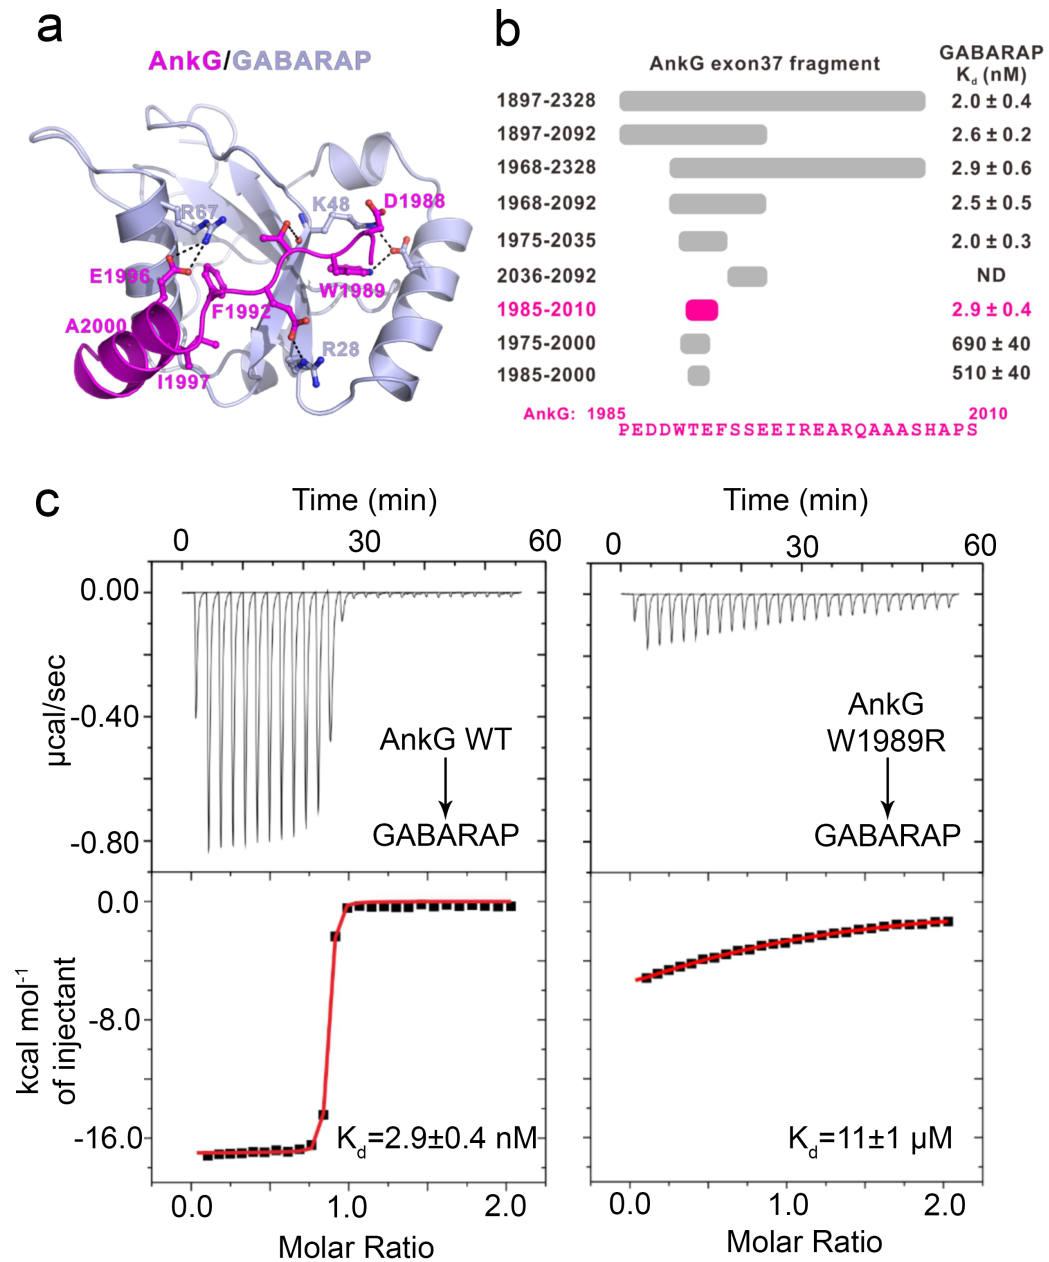 a
AnkG/GABARAP
R67
K48
D1988
E1996
W1989
F1992
A2000
R28
I1997
b
AnkG exon37 fragment
GABARAP
Kd (nM)
1897-2328 2.0 ± 0.4
1897-2092 2.6 ± 0.2
1968-2328 2.9 ± 0.6
1968-2092 2.5 ± 0.5
1975-2035 2.0 ± 0.3
2036-2092 ND
1985-2010 2.9 ± 0.4
1975-2000 690 ± 40
1985-2000 510 ± 40
AnkG: 1985 2010
PEDDWTEFSSEEIREARQAAASHAPS
c
Time (min)
0 30 60
0.00
-0.40
-0.80
µcal/sec
AnkG WT
GABARAP
0.0
-8.0
-16.0
kcal mol-1
of injectant
Kd=2.9±0.4 nM
0.0 1.0 2.0
Molar Ratio
Time (min)
0 30 60
AnkG
W1989R
GABARAP
Kd=11±1 µM
0.0 1.0 2.0
Molar Ratio